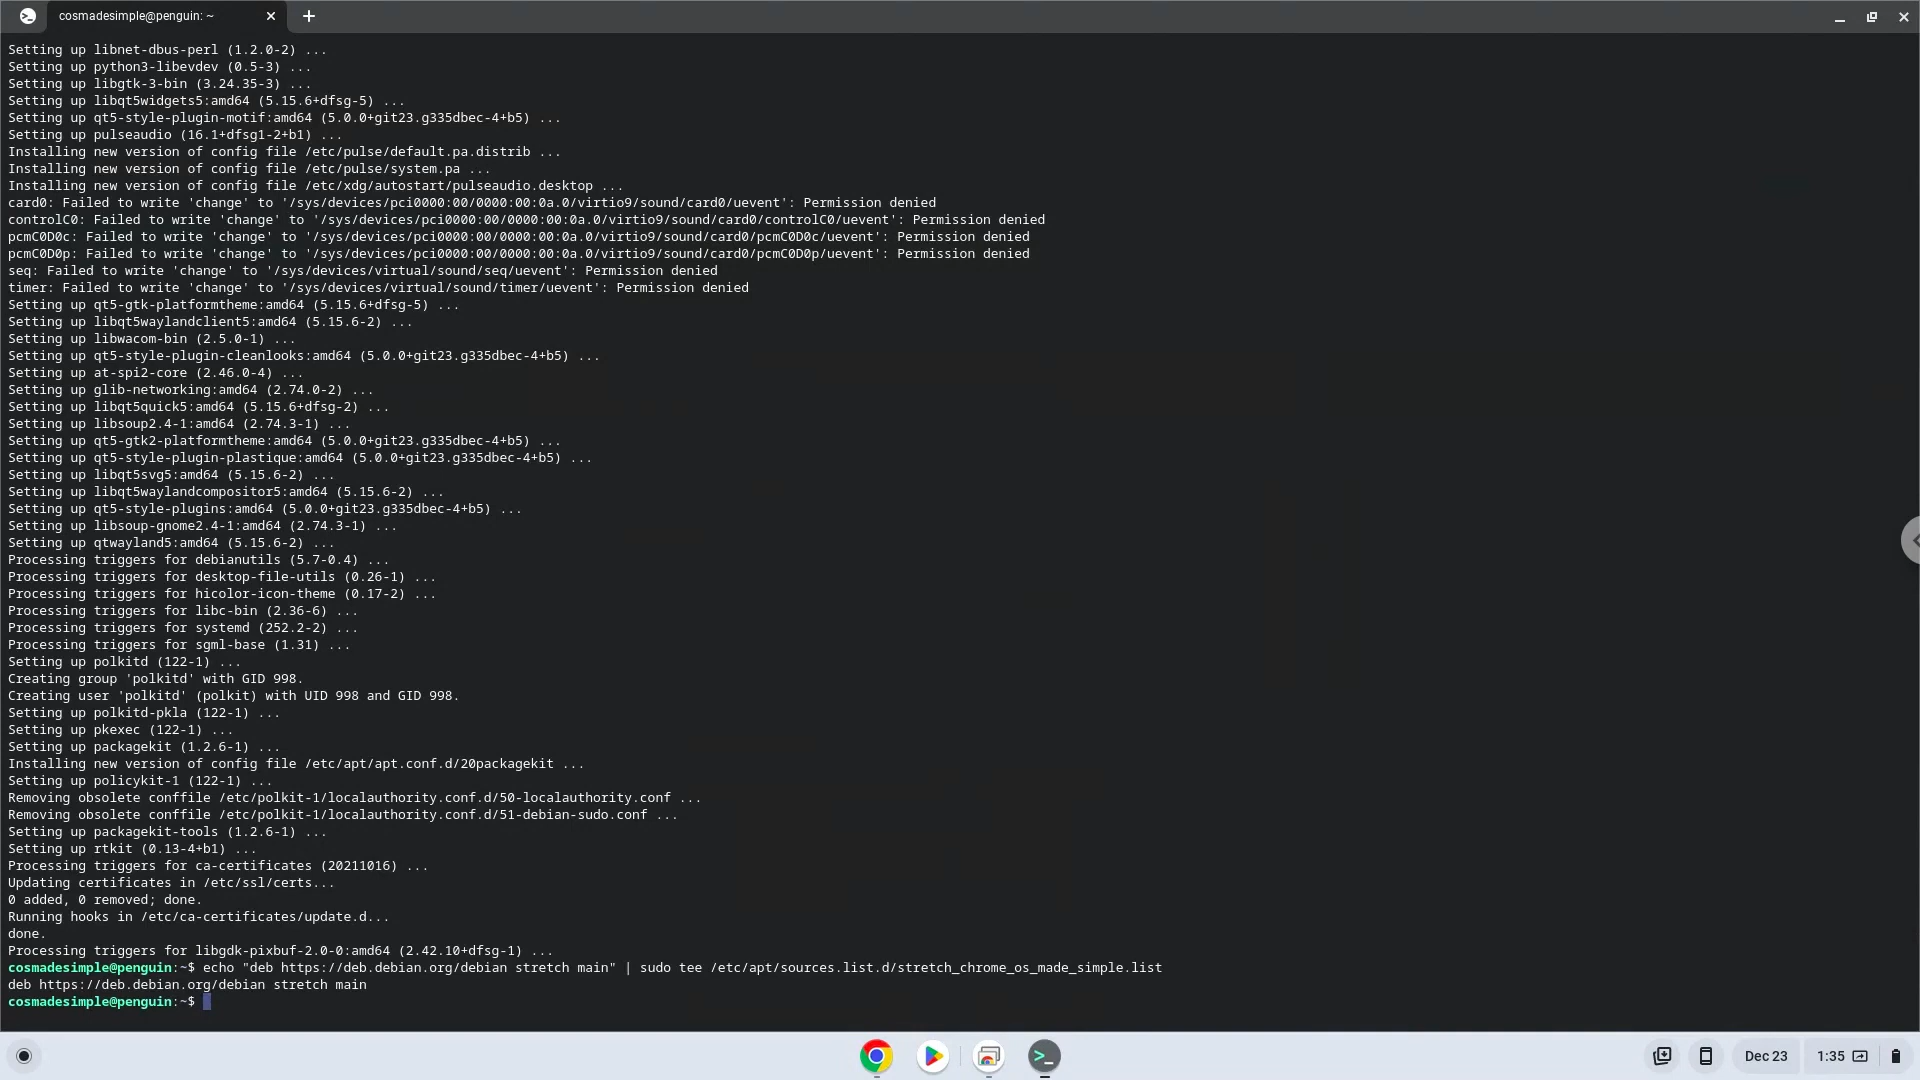 cosmadesimple@penguin: ~
Setting up libnet-dbus-perl (1.2.0-2) ...
Setting up python3-libevdev (0.5-3) ...
Setting up libgtk-3-bin (3.24.35-3) ...
Setting up libqt5widgets5:amd64 (5.15.6+dfsg-5) ...
Setting up qt5-style-plugin-motif:amd64 (5.0.0+git23.g335dbec-4+b5) ...
Setting up pulseaudio (16.1+dfsg1-2+b1) ...
Installing new version of config file /etc/pulse/default.pa.distrib ...
Installing new version of config file /etc/pulse/system.pa ...
Installing new version of config file /etc/xdg/autostart/pulseaudio.desktop ...
card0: Failed to write 'change' to '/sys/devices/pci0000:00/0000:00:0a.0/virtio9/sound/card0/uevent': Permission denied
controlC0: Failed to write 'change' to '/sys/devices/pci0000:00/0000:00:0a.0/virtio9/sound/card0/controlC0/uevent': Permission denied
pcmC0D0c: Failed to write 'change' to '/sys/devices/pci0000:00/0000:00:0a.0/virtio9/sound/card0/pcmC0D0c/uevent': Permission denied
pcmC0D0p: Failed to write 'change' to '/sys/devices/pci0000:00/0000:00:0a.0/virtio9/sound/card0/pcmC0D0p/uevent': Permission denied
seq: Failed to write 'change' to '/sys/devices/virtual/sound/seq/uevent': Permission denied
timer: Failed to write 'change' to '/sys/devices/virtual/sound/timer/uevent': Permission denied
Setting up qt5-gtk-platformtheme:amd64 (5.15.6+dfsg-5) ...
Setting up libqt5waylandclient5:amd64 (5.15.6-2) ...
Setting up libwacom-bin (2.5.0-1) ...
Setting up qt5-style-plugin-cleanlooks:amd64 (5.0.0+git23.g335dbec-4+b5) ...
Setting up at-spi2-core (2.46.0-4) ...
Setting up glib-networking:amd64 (2.74.0-2) ...
Setting up libqt5quick5:amd64 (5.15.6+dfsg-2) ...
Setting up libsoup2.4-1:amd64 (2.74.3-1) ...
Setting up qt5-gtk2-platformtheme:amd64 (5.0.0+git23.g335dbec-4+b5) ...
Setting up qt5-style-plugin-plastique:amd64 (5.0.0+git23.g335dbec-4+b5) ...
Setting up libqt5svg5:amd64 (5.15.6-2) ...
Setting up libqt5waylandcompositor5:amd64 (5.15.6-2) ...
Setting up qt5-style-plugins:amd64 (5.0.0+git23.g335dbec-4+b5) ...
Setting up libsoup-gnome2.4-1:amd64 (2.74.3-1) ...
Setting up qtwayland5:amd64 (5.15.6-2) ...
Processing triggers for debianutils (5.7-0.4) ...
Processing triggers for desktop-file-utils (0.26-1) ...
Processing triggers for hicolor-icon-theme (0.17-2) ...
Processing triggers for libc-bin (2.36-6) ...
Processing triggers for systemd (252.2-2) ...
Processing triggers for sgml-base (1.31) ...
Setting up polkitd (122-1) ...
Creating group 'polkitd' with GID 998.
Creating user 'polkitd' (polkit) with UID 998 and GID 998.
Setting up polkitd-pkla (122-1) ...
Setting up pkexec (122-1) ...
Setting up packagekit (1.2.6-1) ...
Installing new version of config file /etc/apt/apt.conf.d/20packagekit ...
Setting up policykit-1 (122-1) ...
Removing obsolete conffile /etc/polkit-1/localauthority.conf.d/50-localauthority.conf ...
Removing obsolete conffile /etc/polkit-1/localauthority.conf.d/51-debian-sudo.conf ...
Setting up packagekit-tools (1.2.6-1) ...
Setting up rtkit (0.13-4+b1) ...
Processing triggers for ca-certificates (20211016) ...
Updating certificates in /etc/ssl/certs...
0 added, 0 removed; done.
Running hooks in /etc/ca-certificates/update.d...
done.
Processing triggers for libgdk-pixbuf-2.0-0:amd64 (2.42.10+dfsg-1) ...
cosmadesimple@penguin:~$ echo "deb https://deb.debian.org/debian stretch main" | sudo tee /etc/apt/sources.list.d/stretch_chrome_os_made_simple.list
deb https://deb.debian.org/debian stretch main
cosmadesimple@penguin:~$
Dec 23 1:35